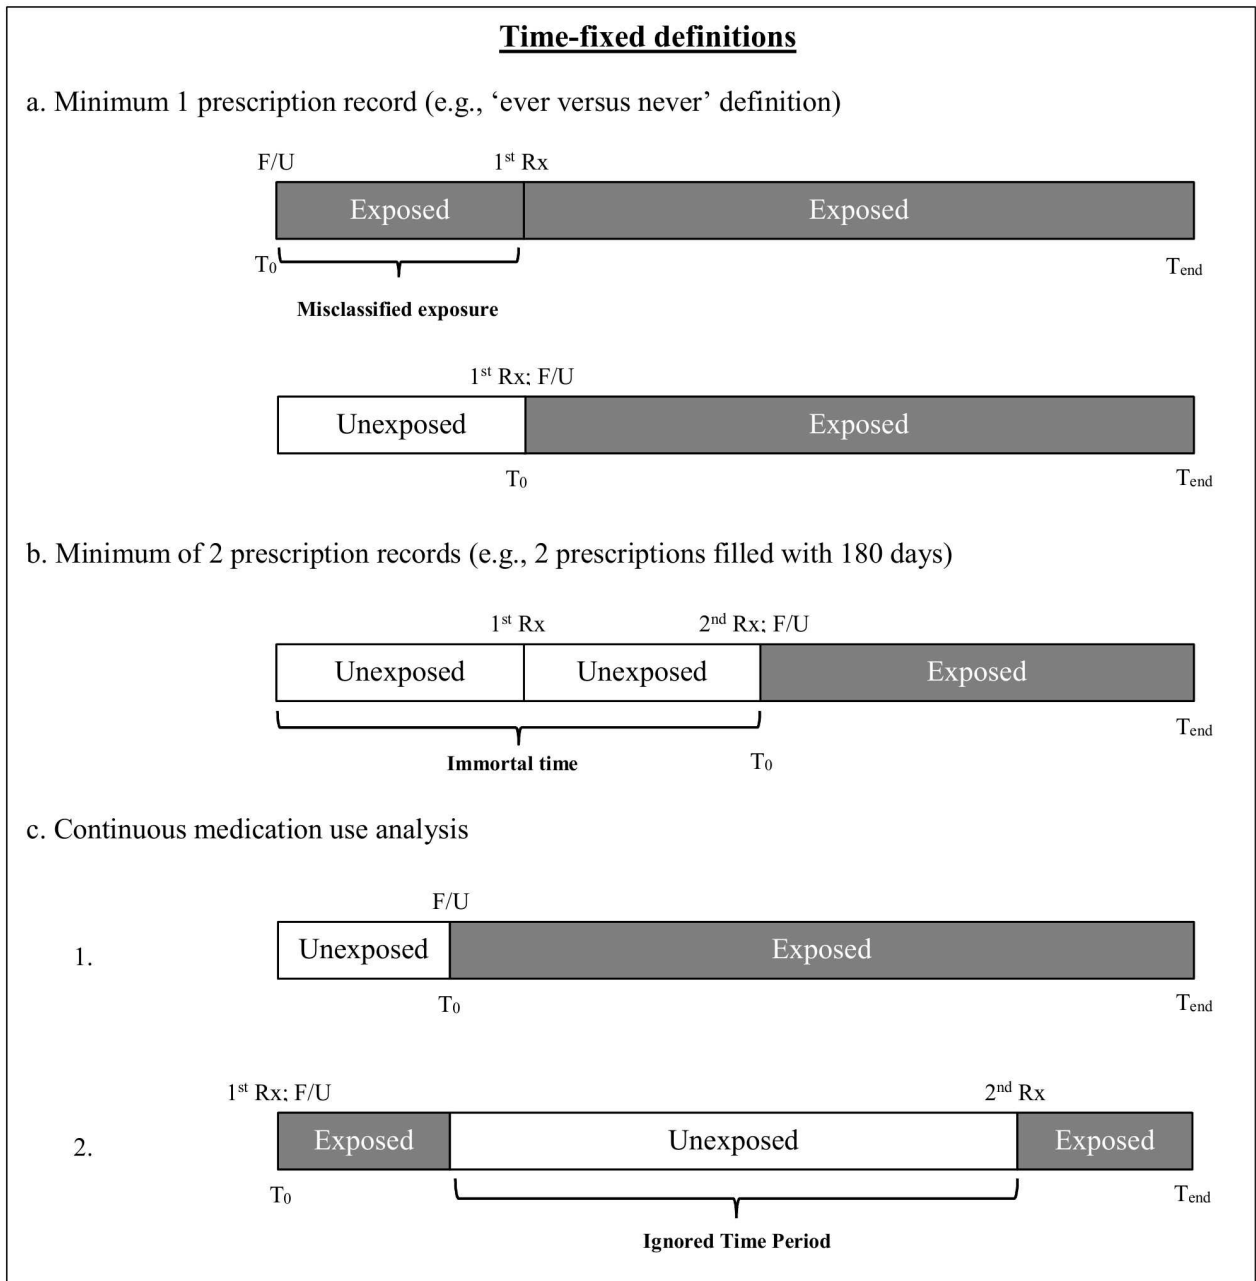 Time-fixed definitions
a. Minimum 1 prescription record (e.g., ‘ever versus never’ definition)
F/U 1st Rx
Exposed Exposed
T0 Tend
Misclassified exposure
1st Rx; F/U
Unexposed Exposed
T0 Tend
b. Minimum of 2 prescription records (e.g., 2 prescriptions filled with 180 days)
1st Rx 2nd Rx; F/U
Unexposed Unexposed Exposed
Tend
Immortal time T0
c. Continuous medication use analysis
F/U
1. Unexposed Exposed
T0 Tend
1st Rx; F/U 2nd Rx
2. Exposed Unexposed Exposed
T0 Tend
Ignored Time Period